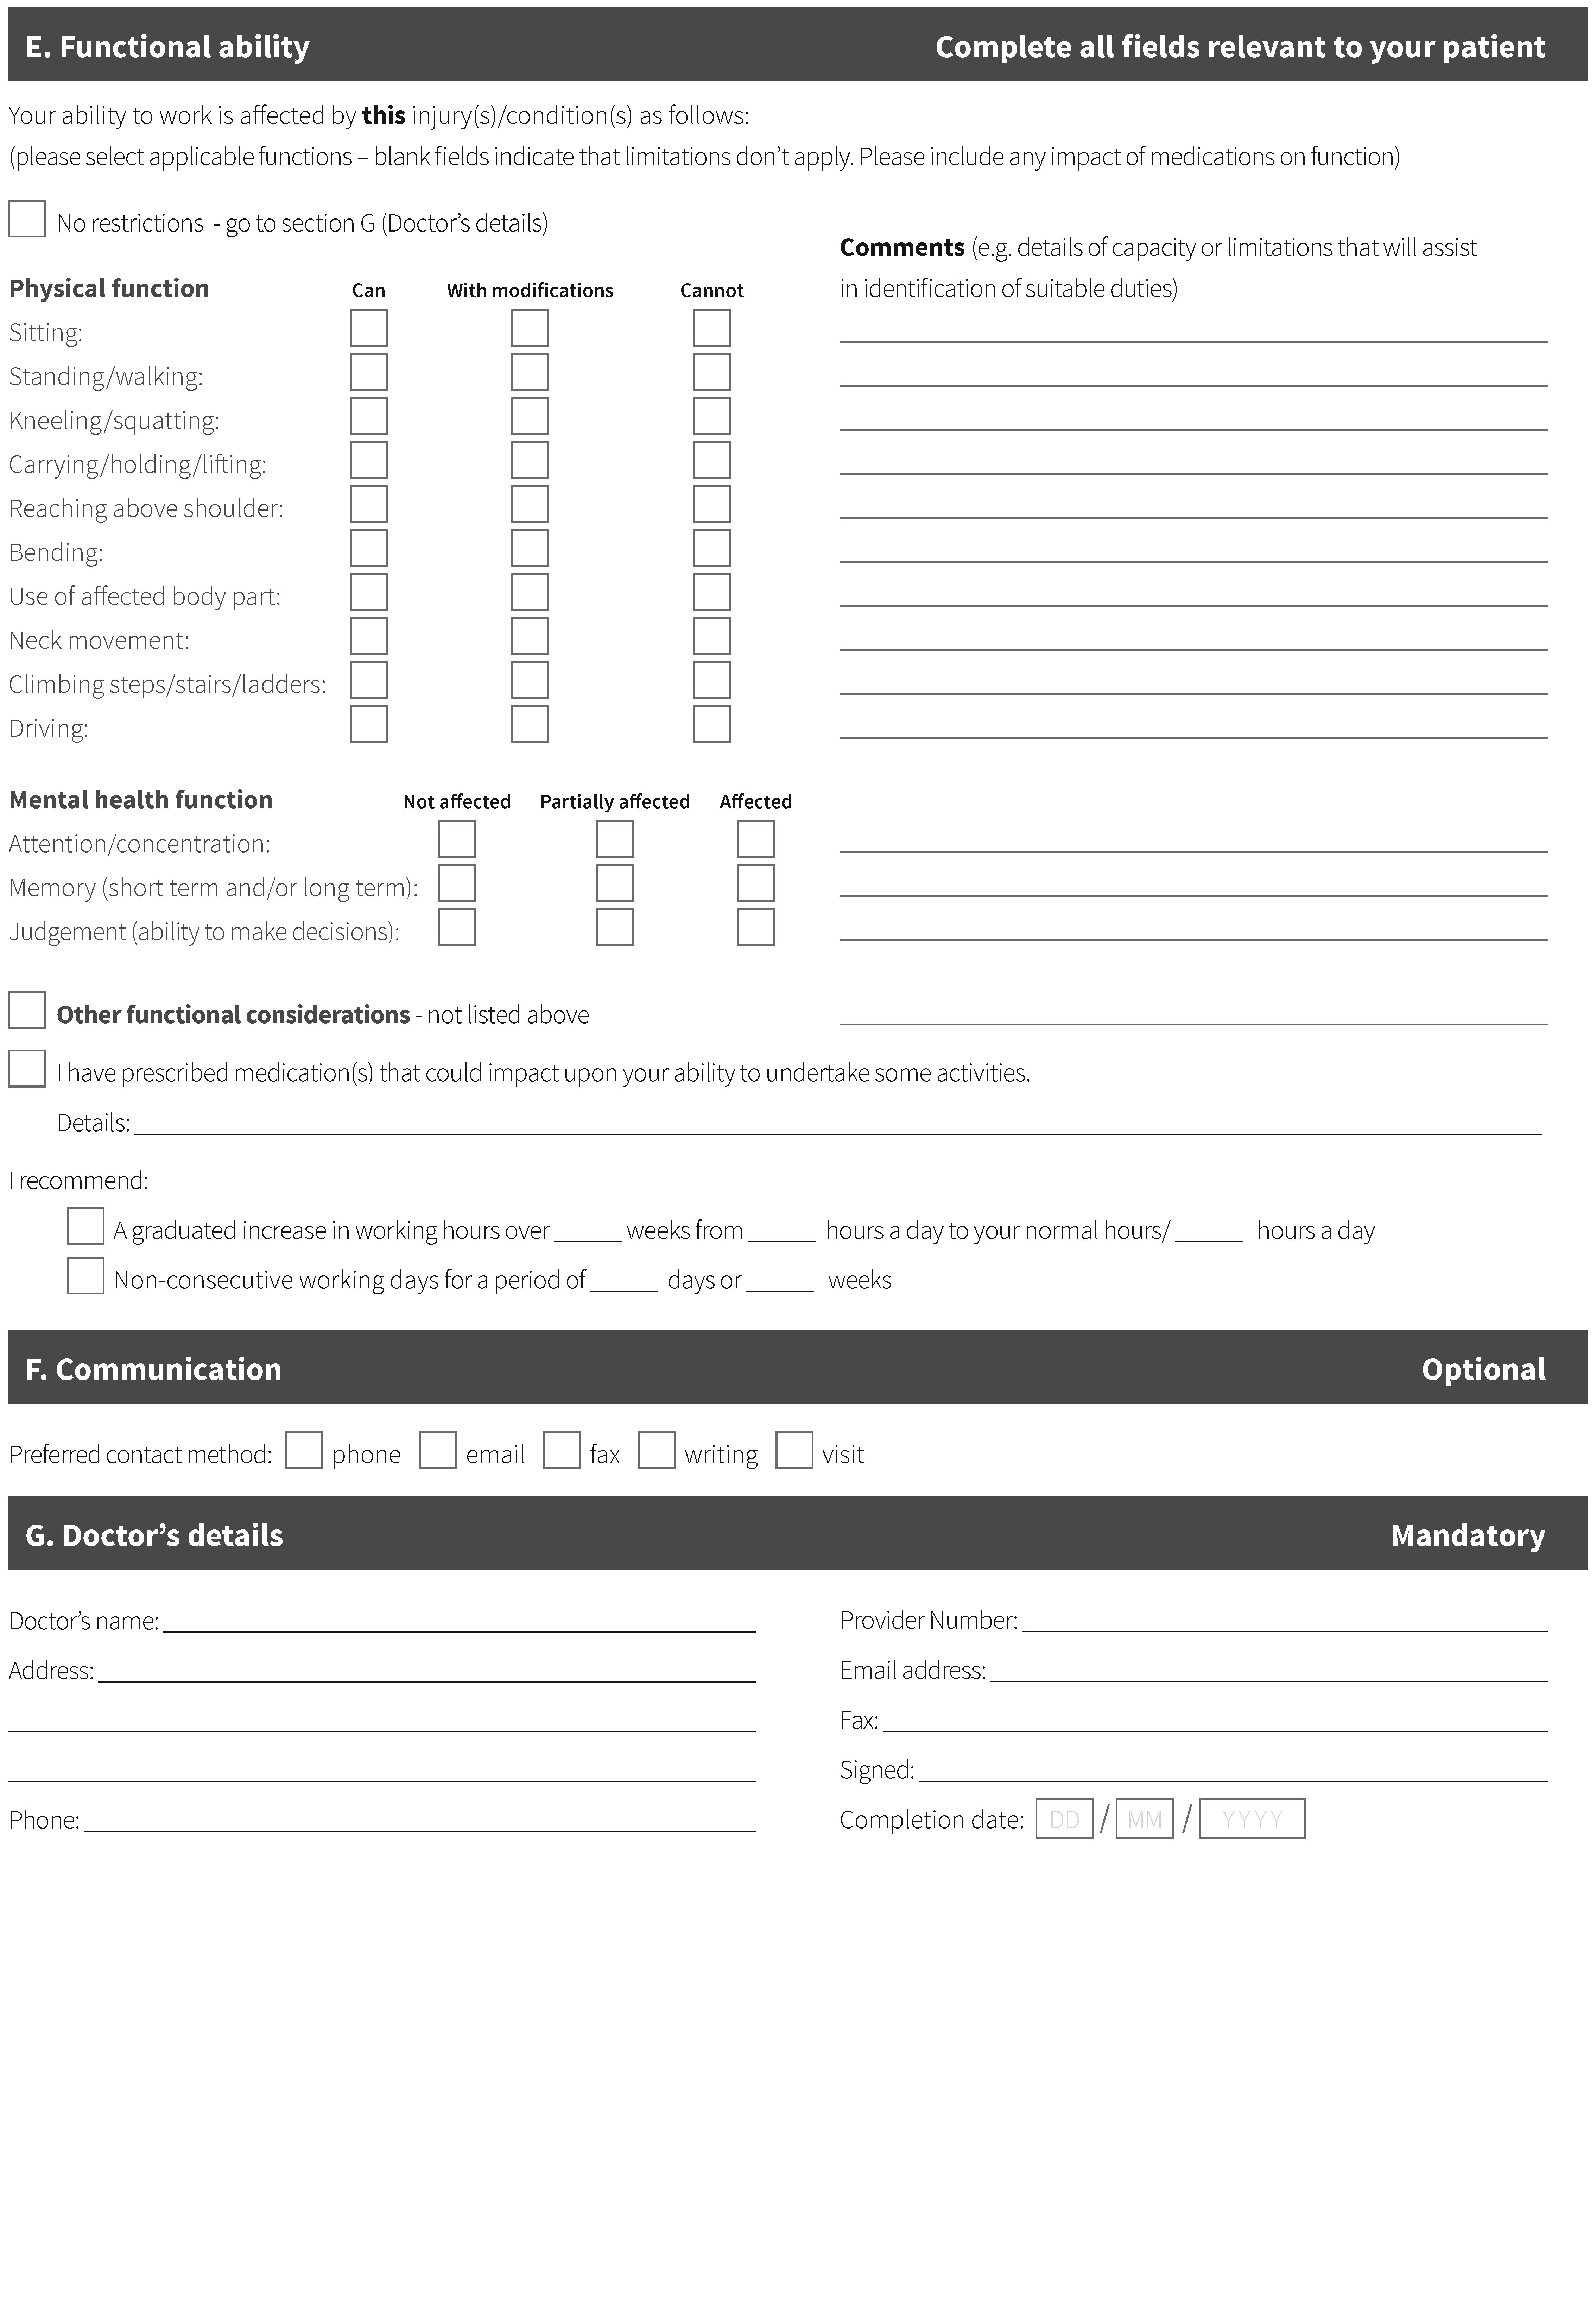 E. Functional ability Complete all fields relevant to your patient
Your ability to work is affected by this injury(s)/condition(s) as follows:
(please select applicable functions – blank fields indicate that limitations don’t apply. Please include any impact of medications on function)
No restrictions - go to section G (Doctor’s details)
Comments (e.g. details of capacity or limitations that will assist
in identification of suitable duties)
Physical function Can With modifications Cannot
Sitting:
Standing/walking:
Kneeling/squatting:
Carrying/holding/lifting:
Reaching above shoulder:
Bending:
Use of affected body part:
Neck movement:
Climbing steps/stairs/ladders:
Driving:
Mental health function Not affected Partially affected Affected
Attention/concentration:
Memory (short term and/or long term):
Judgement (ability to make decisions):
Other functional considerations - not listed above
I have prescribed medication(s) that could impact upon your ability to undertake some activities.
Details:
I recommend:
A graduated increase in working hours over weeks from hours a day to your normal hours/ hours a day
Non-consecutive working days for a period of days or weeks
F. Communication Optional
Preferred contact method: phone email fax writing visit
G. Doctor’s details Mandatory
Doctor’s name: Provider Number:
Address: Email address:
Fax:
Signed:
Phone: Completion date: DD / MM / YYYY